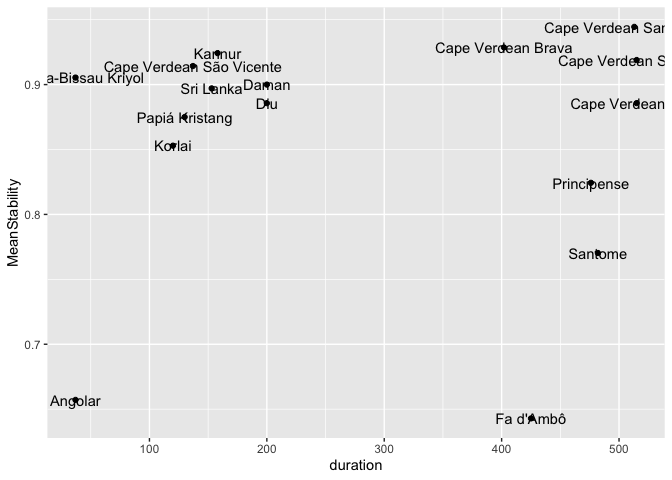 Cape Verdean San
Cape Verdean Brava
Kannur
Cape Verdean S
Cape Verdean São Vicente
a-Bissau Kriyol
Sri Lanka
Daman
Diu
Cape Verdean
Papiá Kristang
Korlai
Principense
Santome
Angolar
Fa d'Ambô
0.9
0.8
0.7
MeanStability
100 200 300 400 500
duration